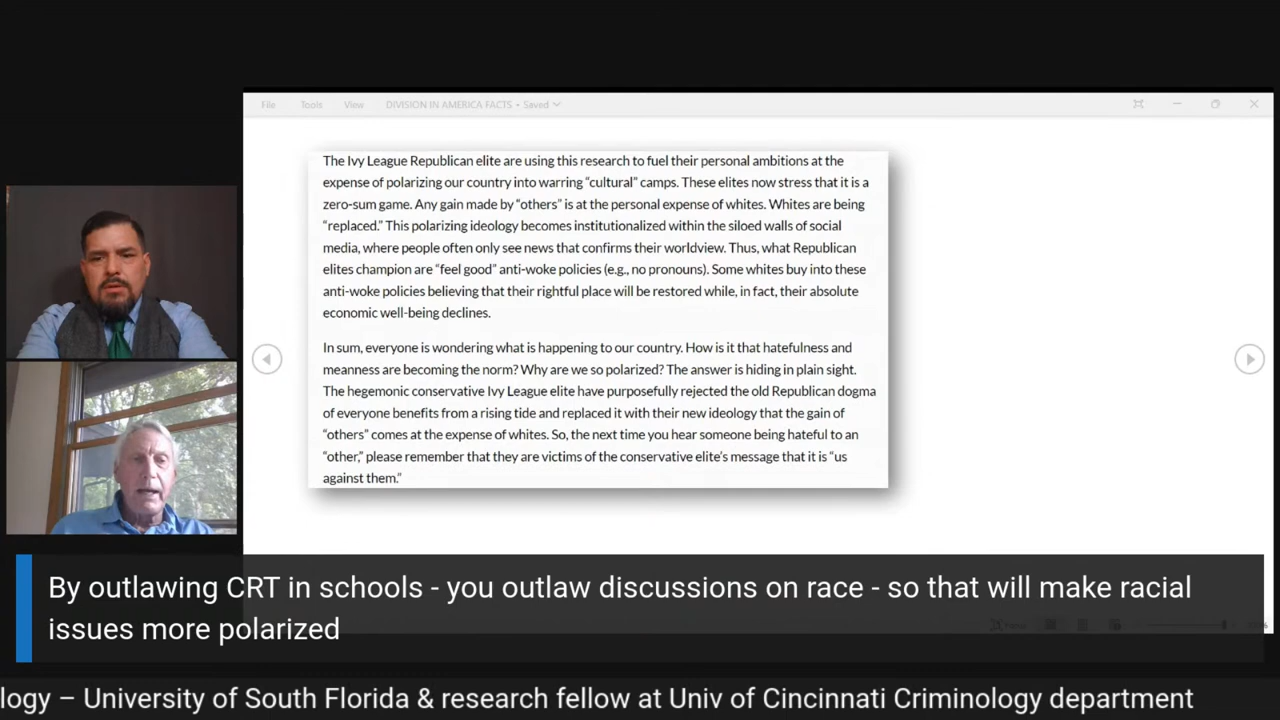 File Tools View DIVISION IN AMERICA FACTS • Saved
The Ivy League Republican elite are using this research to fuel their personal ambitions at the
expense of polarizing our country into warring “cultural” camps. These elites now stress that it is a
zero-sum game. Any gain made by “others” is at the personal expense of whites. Whites are being
“replaced.” This polarizing ideology becomes institutionalized within the siloed walls of social
media, where people often only see news that confirms their worldview. Thus, what Republican
elites champion are “feel good” anti-woke policies (e.g., no pronouns). Some whites buy into these
anti-woke policies believing that their rightful place will be restored while, in fact, their absolute
economic well-being declines.
In sum, everyone is wondering what is happening to our country. How is it that hatefulness and
meanness are becoming the norm? Why are we so polarized? The answer is hiding in plain sight.
The hegemonic conservative Ivy League elite have purposefully rejected the old Republican dogma
of everyone benefits from a rising tide and replaced it with their new ideology that the gain of
“others” comes at the expense of whites. So, the next time you hear someone being hateful to an
“other,” please remember that they are victims of the conservative elite’s message that it is “us
against them.”
By outlawing CRT in schools - you outlaw discussions on race - so that will make racial
issues more polarized
logy – University of South Florida & research fellow at Univ of Cincinnati Criminology department